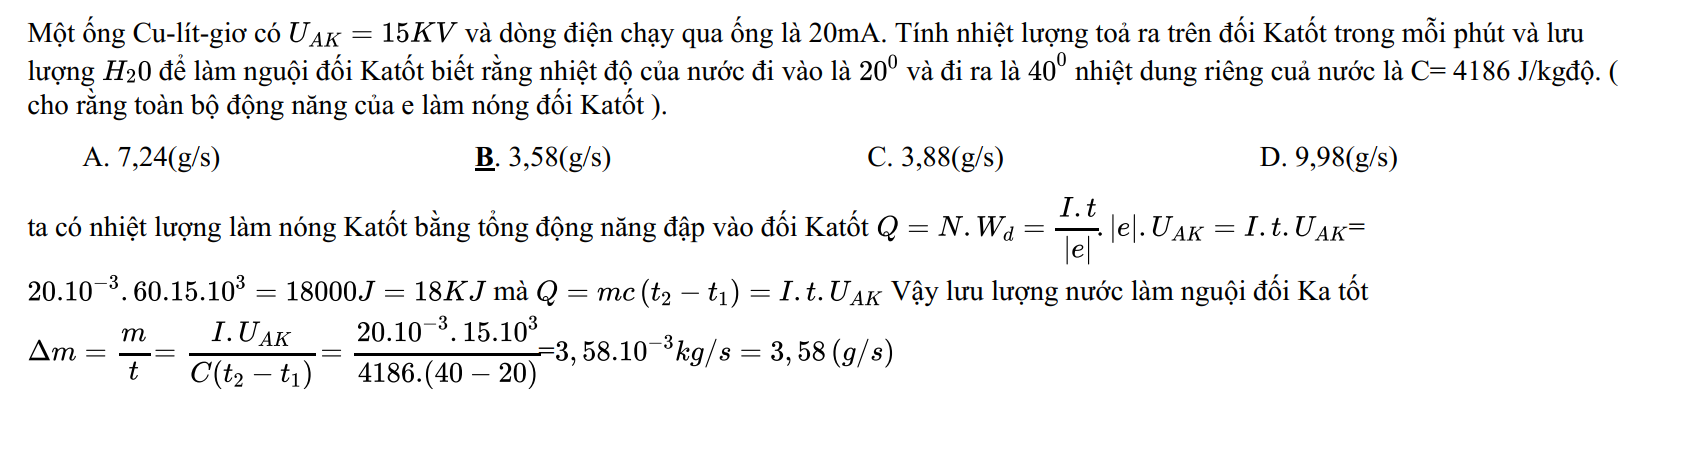 Một ống Cu-lít-giơ có $U_{AK} = 15KV$ và dòng điện chạy qua ống là 20mA. Tính nhiệt lượng toả ra trên đối Katốt trong mỗi phút và lưu
lượng $H_20$ để làm nguội đối Katốt biết rằng nhiệt độ của nước đi vào là $20^0$ và đi ra là $40^0$ nhiệt dung riêng cuả nước là C= 4186 J/kgđộ. (
cho rằng toàn bộ động năng của e làm nóng đối Katốt ).
A. 7,24(g/s) B. 3,58(g/s) C. 3,88(g/s) D. 9,98(g/s)
ta có nhiệt lượng làm nóng Katốt bằng tổng động năng đập vào đối Katốt $Q = N.W_d = \frac{I.t}{|e|}.|e|.U_{AK} = I.t.U_{AK}$=
$20.10^{-3}.60.15.10^3 = 18000J = 18KJ$ mà $Q = mc(t_2 - t_1) = I.t.U_{AK}$ Vậy lưu lượng nước làm nguội đối Ka tốt
$\Delta m = \frac{m}{t} = \frac{I.U_{AK}}{C(t_2 - t_1)} = \frac{20.10^{-3}.15.10^3}{4186.(40 - 20)}$=$3,58.10^{-3}kg/s = 3,58(g/s)$